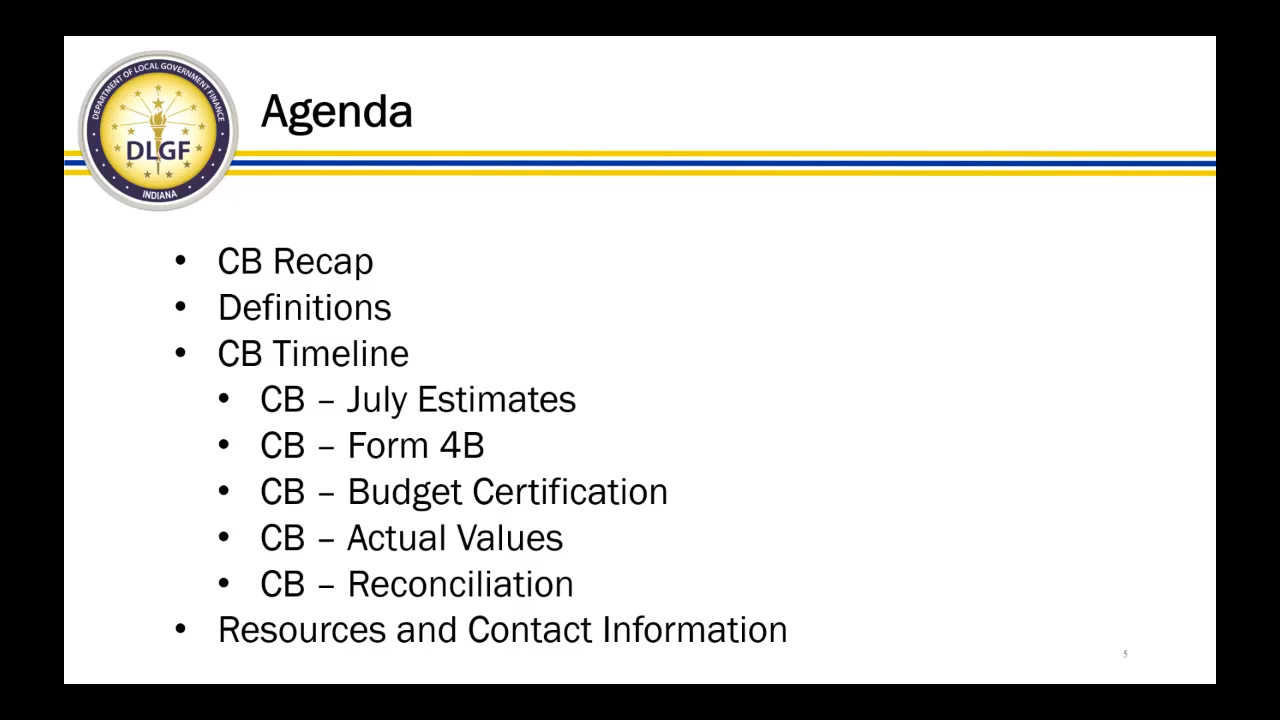 DEPARTMENT OF LOCAL GOVERNMENT FINANCE
DLGF
INDIANA
Agenda
• CB Recap
• Definitions
• CB Timeline
• CB – July Estimates
• CB – Form 4B
• CB – Budget Certification
• CB – Actual Values
• CB – Reconciliation
• Resources and Contact Information
5